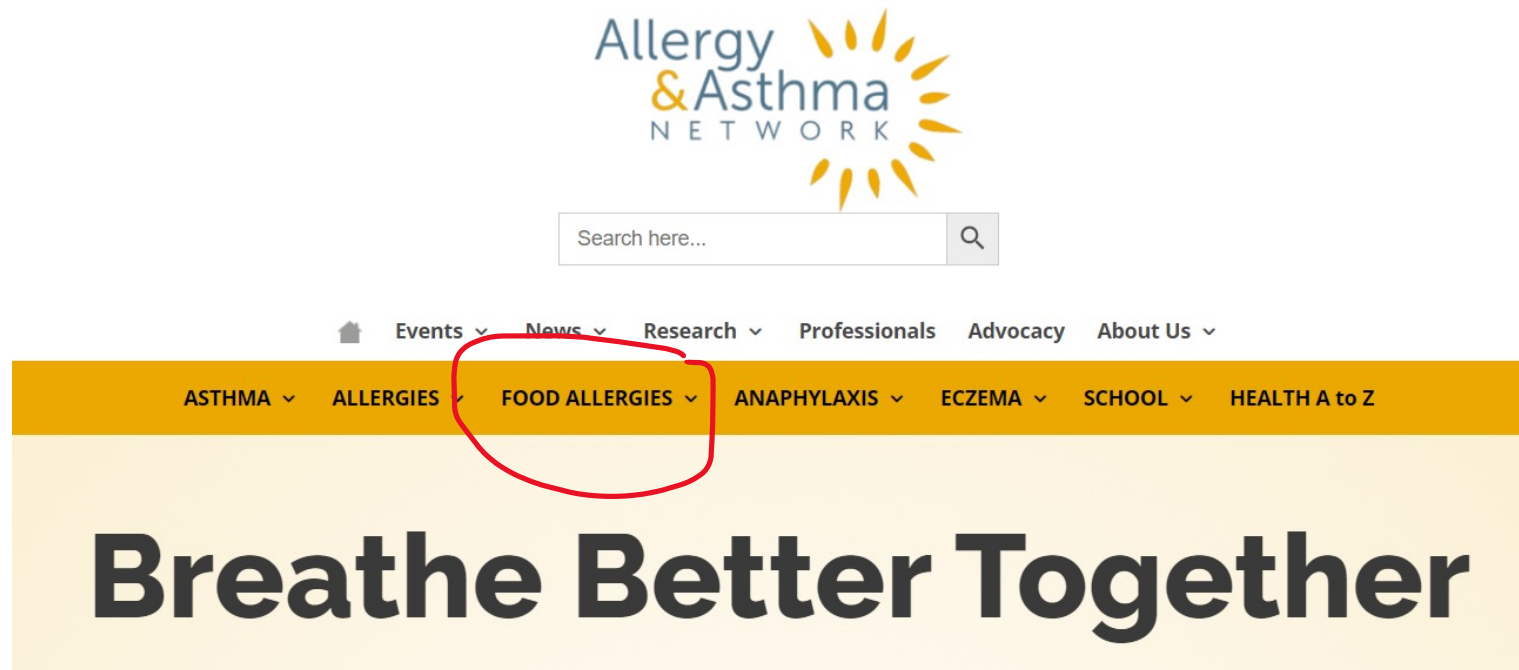 Allergy
&Asthma
NETWORK
Search here...
Events News Research Professionals Advocacy About Us
ASTHMA ALLERGIES FOOD ALLERGIES ANAPHYLAXIS ECZEMA SCHOOL HEALTH A to Z
Breathe Better Together